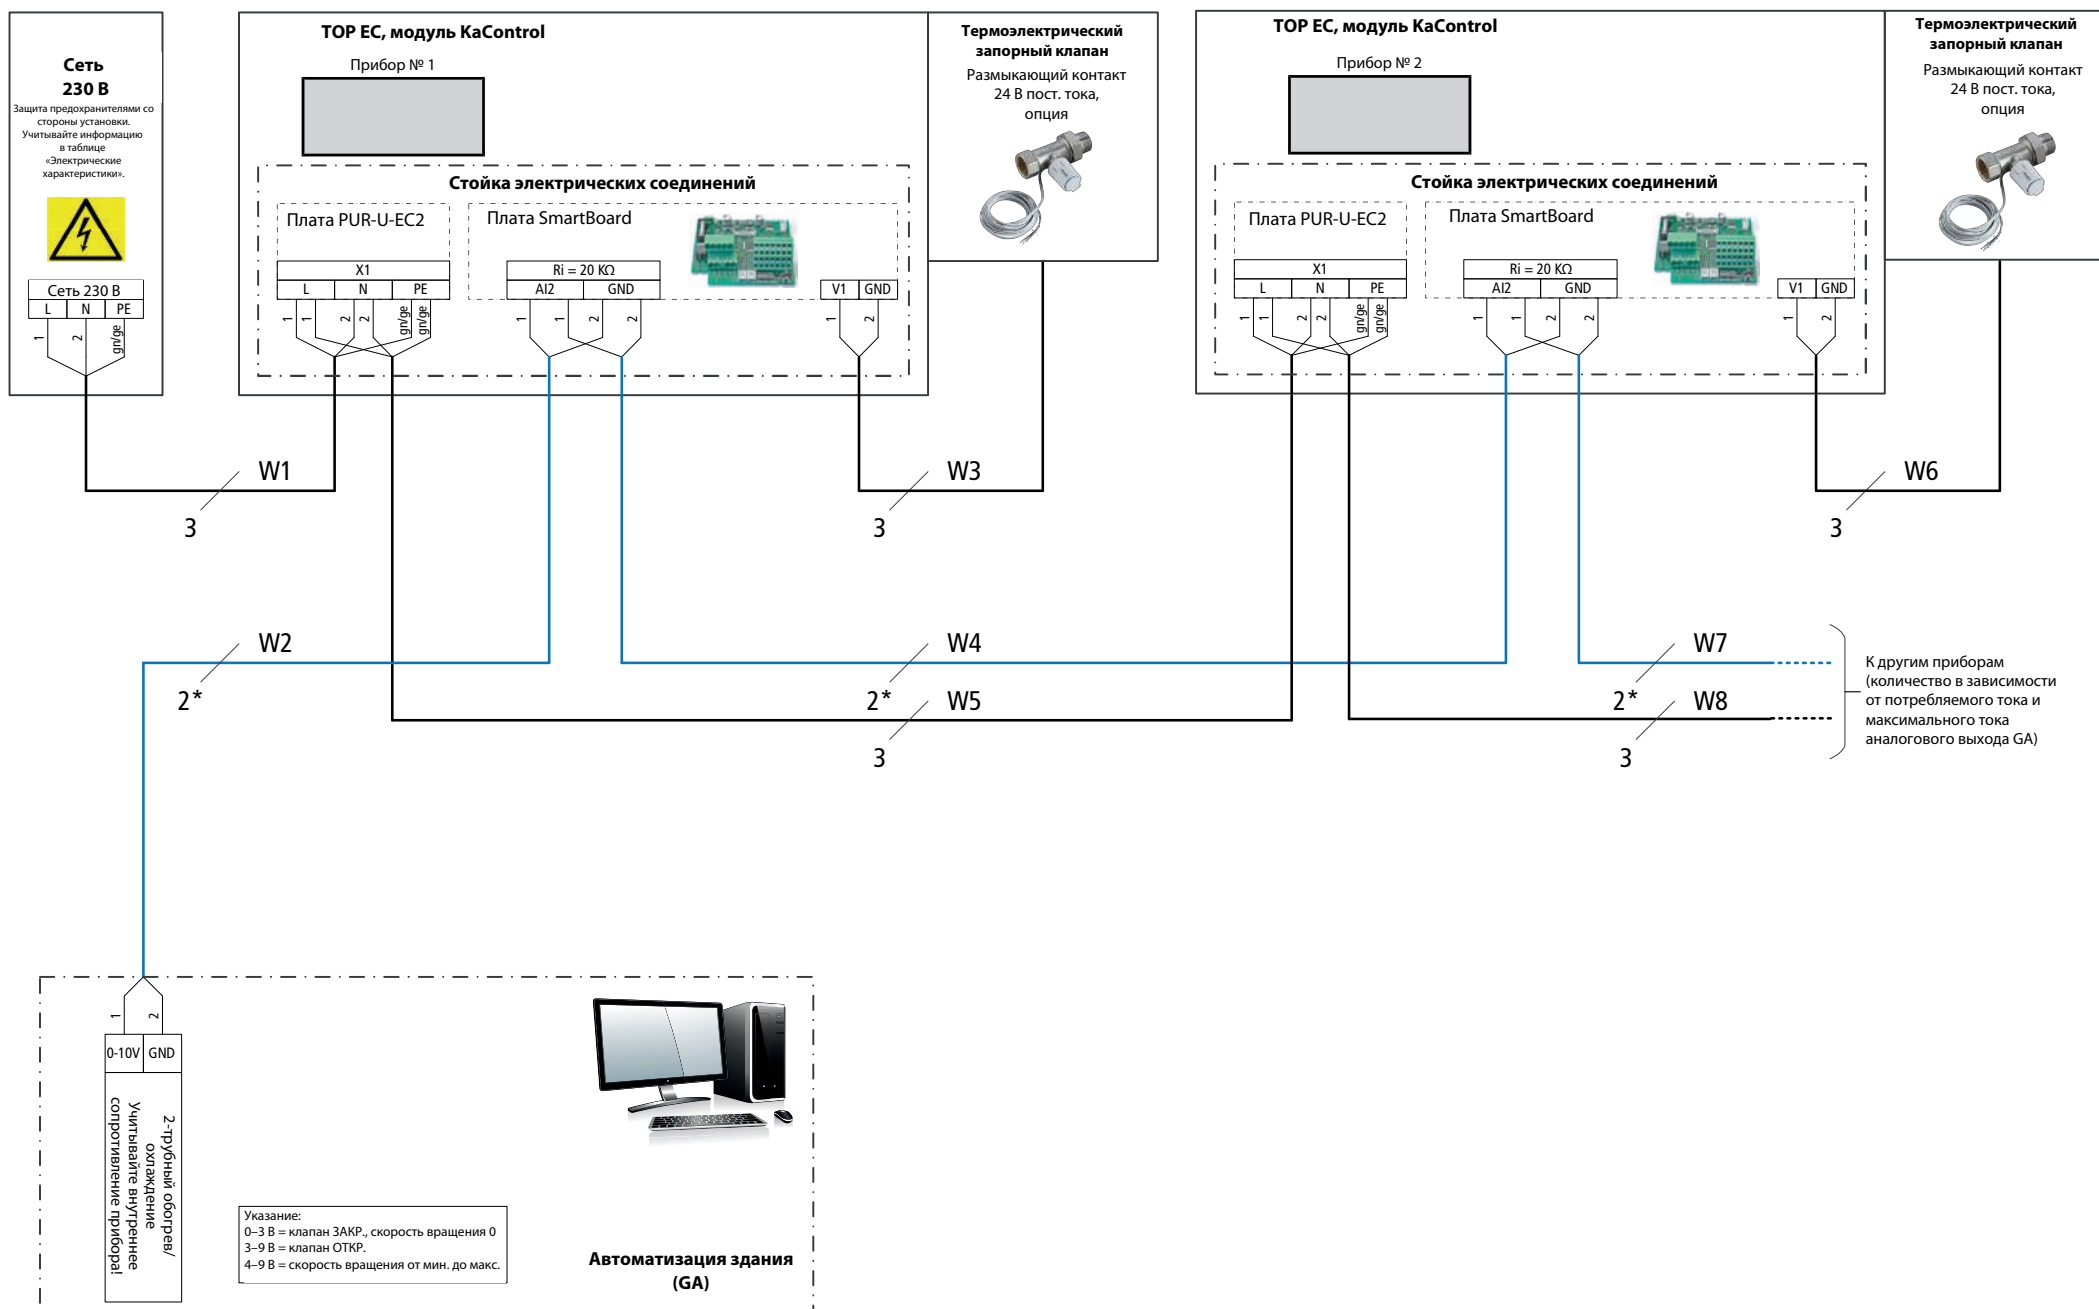 Сеть
230 В
Защита предохранителями со
стороны установки.
Учитывайте информацию
в таблице
«Электрические
характеристики».
Сеть 230 В
L N PE
1 2 gn/ge
TOP EC, модуль KaControl
Прибор № 1
Стойка электрических соединений
Плата PUR-U-EC2
X1
L N PE
1 1 2 2 gn/ge gn/ge
Плата SmartBoard
Ri = 20 KΩ
AI2 GND
1 1 2 2
V1 GND
1 2
Термоэлектрический
запорный клапан
Размыкающий контакт
24 В пост. тока,
опция
TOP EC, модуль KaControl
Прибор № 2
Стойка электрических соединений
Плата PUR-U-EC2
X1
L N PE
1 1 2 2 gn/ge gn/ge
Плата SmartBoard
Ri = 20 KΩ
AI2 GND
1 1 2 2
V1 GND
1 2
Термоэлектрический
запорный клапан
Размыкающий контакт
24 В пост. тока,
опция
W1
3
W3
3
W6
3
W2
2*
W4
2*
W5
3
W7
2*
W8
3
К другим приборам
(количество в зависимости
от потребляемого тока и
максимального тока
аналогового выхода GA)
1 2
0-10V GND
2-трубный обогрев/
охлаждение
Учитывайте внутреннее
сопротивление прибора!
Указание:
0–3 В = клапан ЗАКР., скорость вращения 0
3–9 В = клапан ОТКР.
4–9 В = скорость вращения от мин. до макс.
Автоматизация здания
(GA)